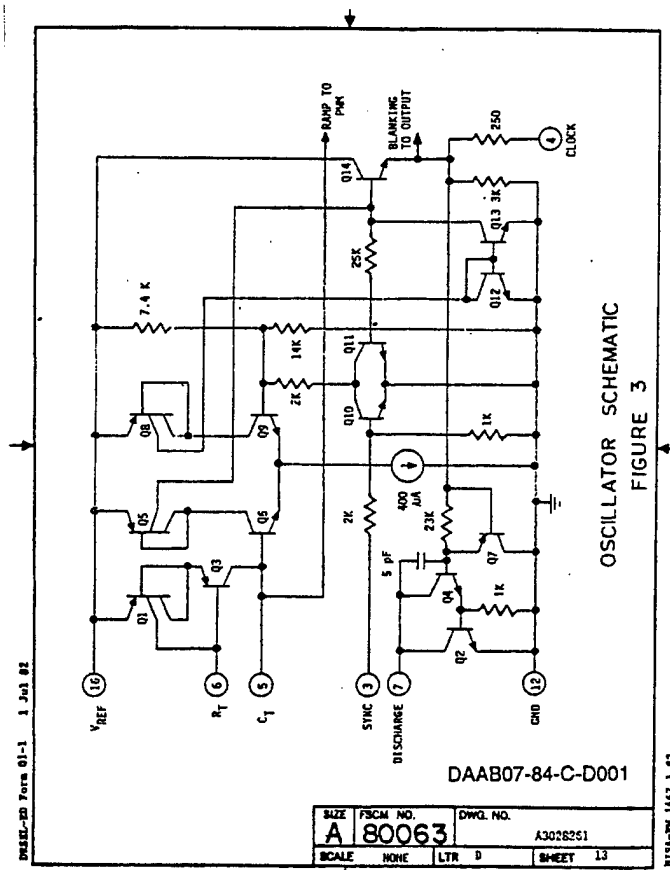 DRSEL-ED Form 01-1 1 Jul 82
VREF
16
RT
6
CT
5
SYNC
3
DISCHARGE
7
GND
12
Q1
Q3
Q5
Q6
Q8
Q9
7.4 K
14K
2K
Q10
Q11
25K
Q14
RAMP TO
PWM
BLANKING
TO OUTPUT
250
4
CLOCK
3K
Q13
Q12
2K
1K
400
µA
23K
5 pF
Q4
Q7
Q2
1K
OSCILLATOR SCHEMATIC
FIGURE 3
DAAB07-84-C-D001
SIZE
A
FSCM NO.
80063
DWG. NO.
A3028251
SCALE NONE
LTR D
SHEET 13